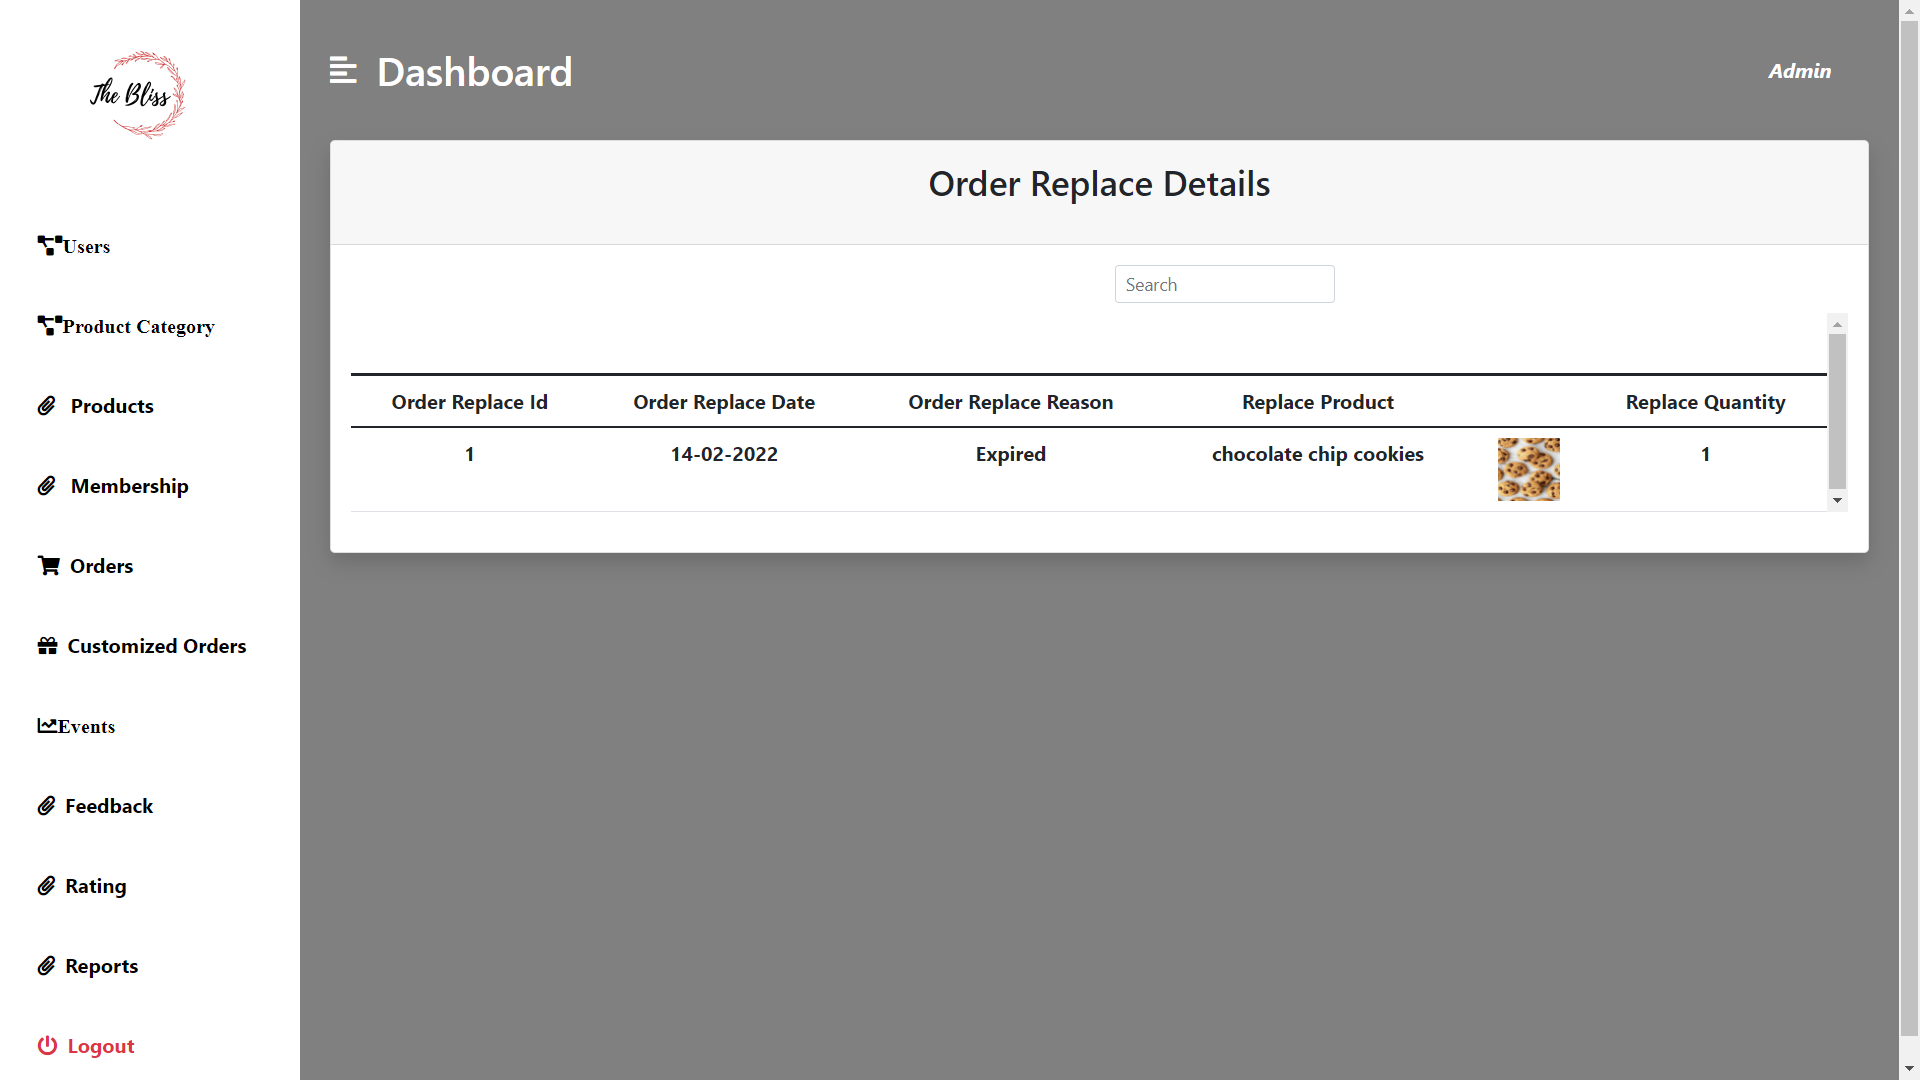 The Bliss
Users
Product Category
Products
Membership
Orders
Customized Orders
Events
Feedback
Rating
Reports
Logout
Dashboard
Admin
Order Replace Details
Search
Order Replace Id Order Replace Date Order Replace Reason Replace Product Replace Quantity
1 14-02-2022 Expired chocolate chip cookies 1